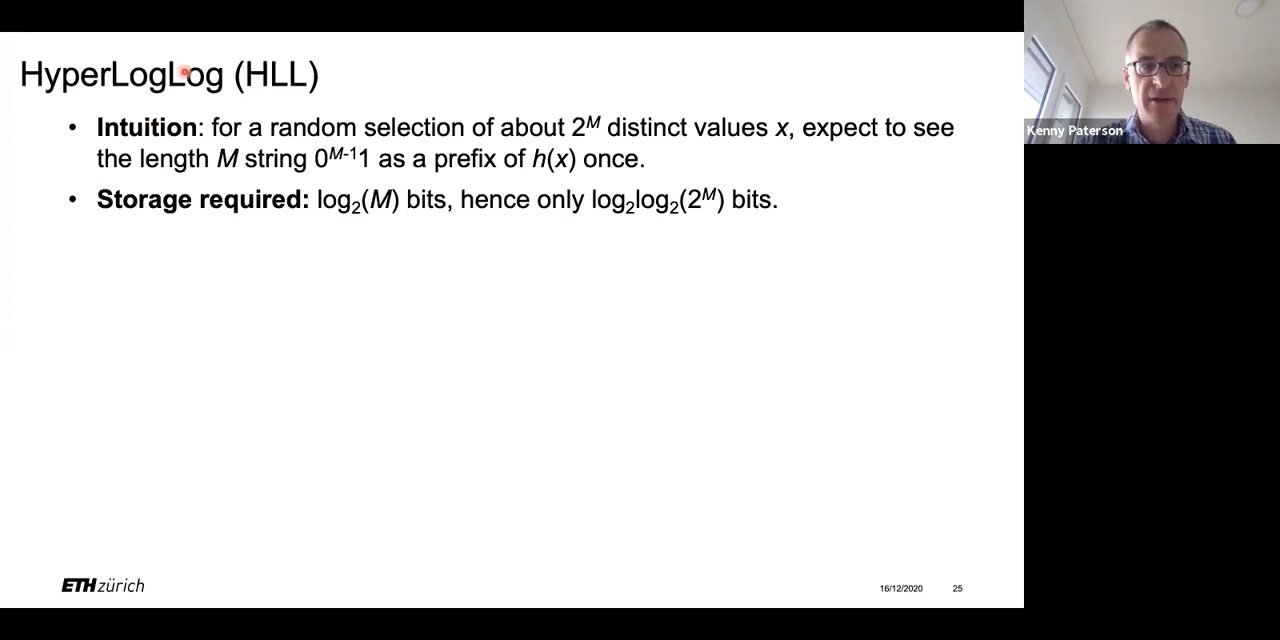 HyperLogLog (HLL)
• Intuition: for a random selection of about 2^M distinct values x, expect to see
the length M string 0^{M-1}1 as a prefix of h(x) once.
• Storage required: log₂(M) bits, hence only log₂log₂(2^M) bits.
Kenny Paterson
ETH zürich
16/12/2020 25